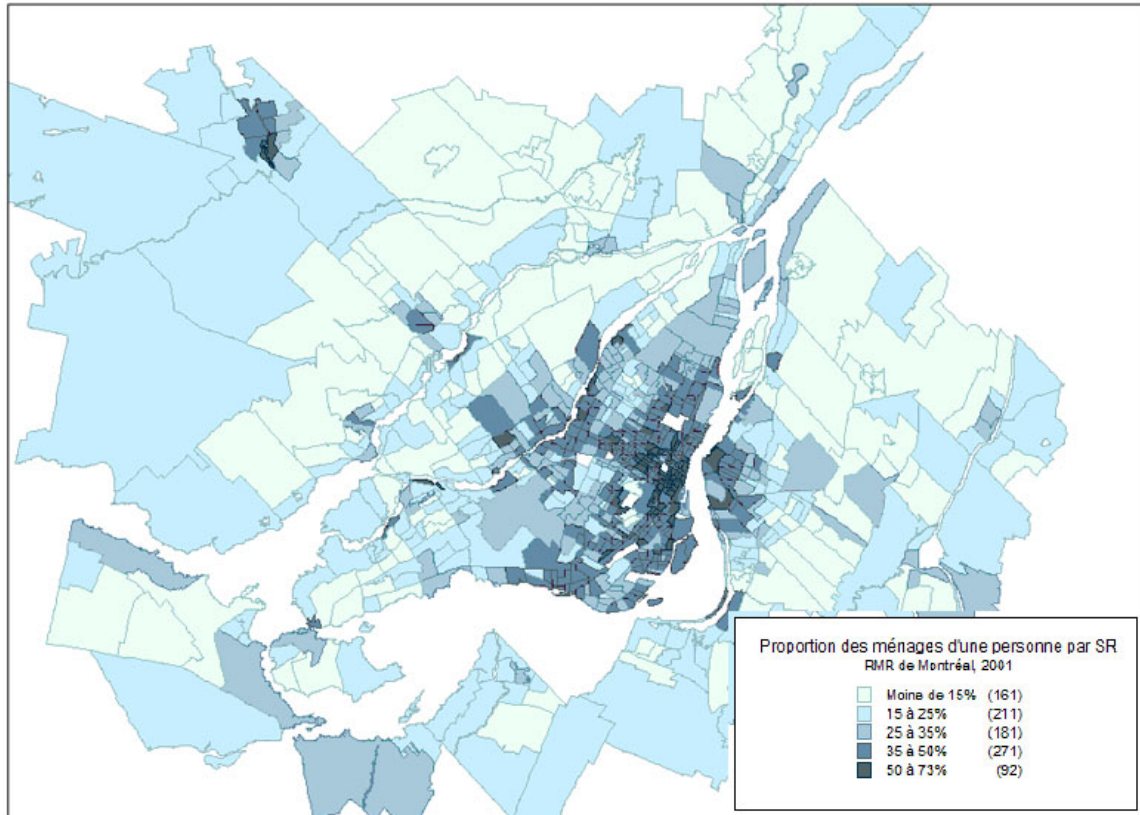 Proportion des ménages d'une personne par SR
RMR de Montréal, 2001
Moine de 15% (161)
15 à 25% (211)
25 à 35% (181)
35 à 50% (271)
50 à 73% (92)